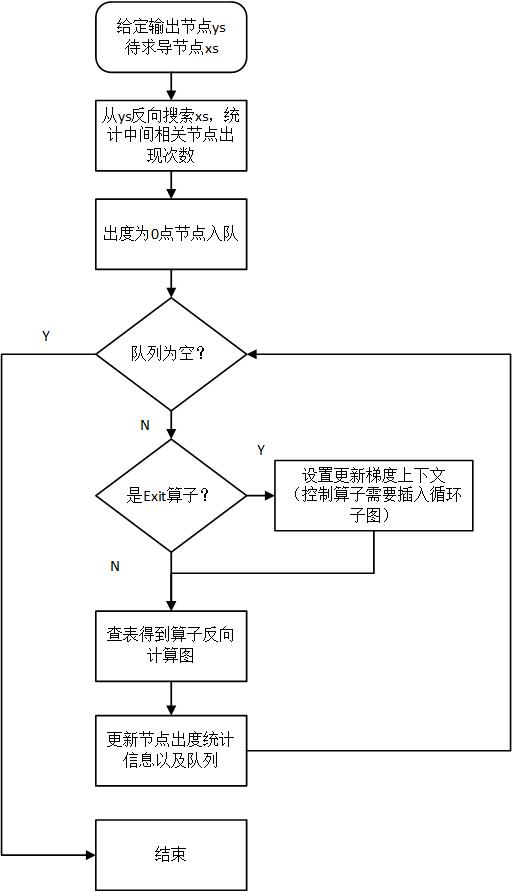 给定输出节点ys
待求导节点xs
从ys反向搜索xs，统
计中间相关节点出
现次数
出度为0点节点入队
Y
队列为空？
N
Y
是Exit算子？
设置更新梯度上下文
（控制算子需要插入循环
子图）
N
查表得到算子反向
计算图
更新节点出度统计
信息以及队列
结束